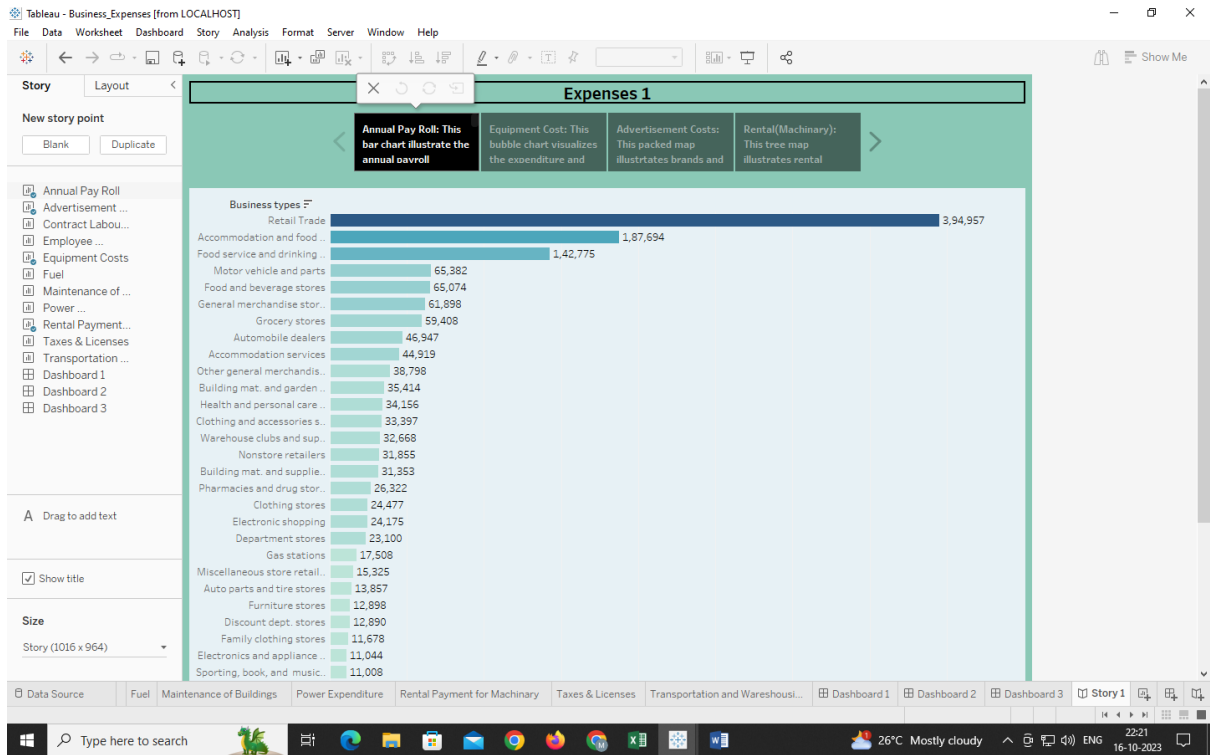 Tableau - Business_Expenses [from LOCALHOST]
File Data Worksheet Dashboard Story Analysis Format Server Window Help
Show Me
Story Layout
New story point
Blank Duplicate
Annual Pay Roll
Advertisement ...
Contract Labou...
Employee ...
Equipment Costs
Fuel
Maintenance of ...
Power ...
Rental Payment...
Taxes & Licenses
Transportation ...
Dashboard 1
Dashboard 2
Dashboard 3
A Drag to add text
Show title
Size
Story (1016 x 964)
Expenses 1
Annual Pay Roll: This
bar chart illustrate the
annual payroll
Equipment Cost: This
bubble chart visualizes
the expenditure and
Advertisement Costs:
This packed map
illustrtates brands and
Rental(Machinery):
This tree map
illustrates rental
Business types
Retail Trade 3,94,957
Accommodation and food .. 1,87,694
Food service and drinking .. 1,42,775
Motor vehicle and parts 65,382
Food and beverage stores 65,074
General merchandise stor.. 61,898
Grocery stores 59,408
Automobile dealers 46,947
Accommodation services 44,919
Other general merchandis.. 38,798
Building mat. and garden .. 35,414
Health and personal care .. 34,156
Clothing and accessories s.. 33,397
Warehouse clubs and sup.. 32,668
Nonstore retailers 31,855
Building mat. and supplie.. 31,353
Pharmacies and drug stor.. 26,322
Clothing stores 24,477
Electronic shopping 24,175
Department stores 23,100
Gas stations 17,508
Miscellaneous store retail.. 15,325
Auto parts and tire stores 13,857
Furniture stores 12,898
Discount dept. stores 12,890
Family clothing stores 11,678
Electronics and appliance .. 11,044
Sporting, book, and music.. 11,008
Data Source Fuel Maintenance of Buildings Power Expenditure Rental Payment for Machinery Taxes & Licenses Transportation and Wareshousi... Dashboard 1 Dashboard 2 Dashboard 3 Story 1
Type here to search
26°C Mostly cloudy ENG
22:21
16-10-2023